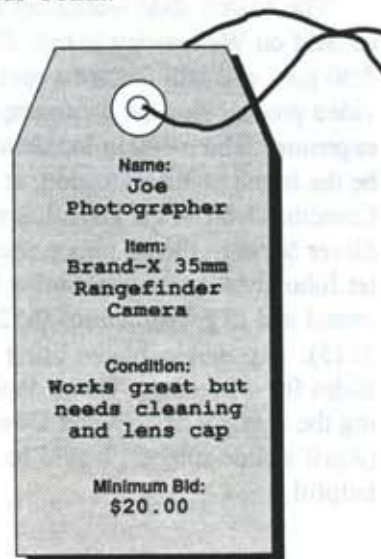 Name:
Joe
Photographer
Item:
Brand-X 35mm
Rangefinder
Camera
Condition:
Works great but
needs cleaning
and lens cap
Minimum Bid:
$20.00